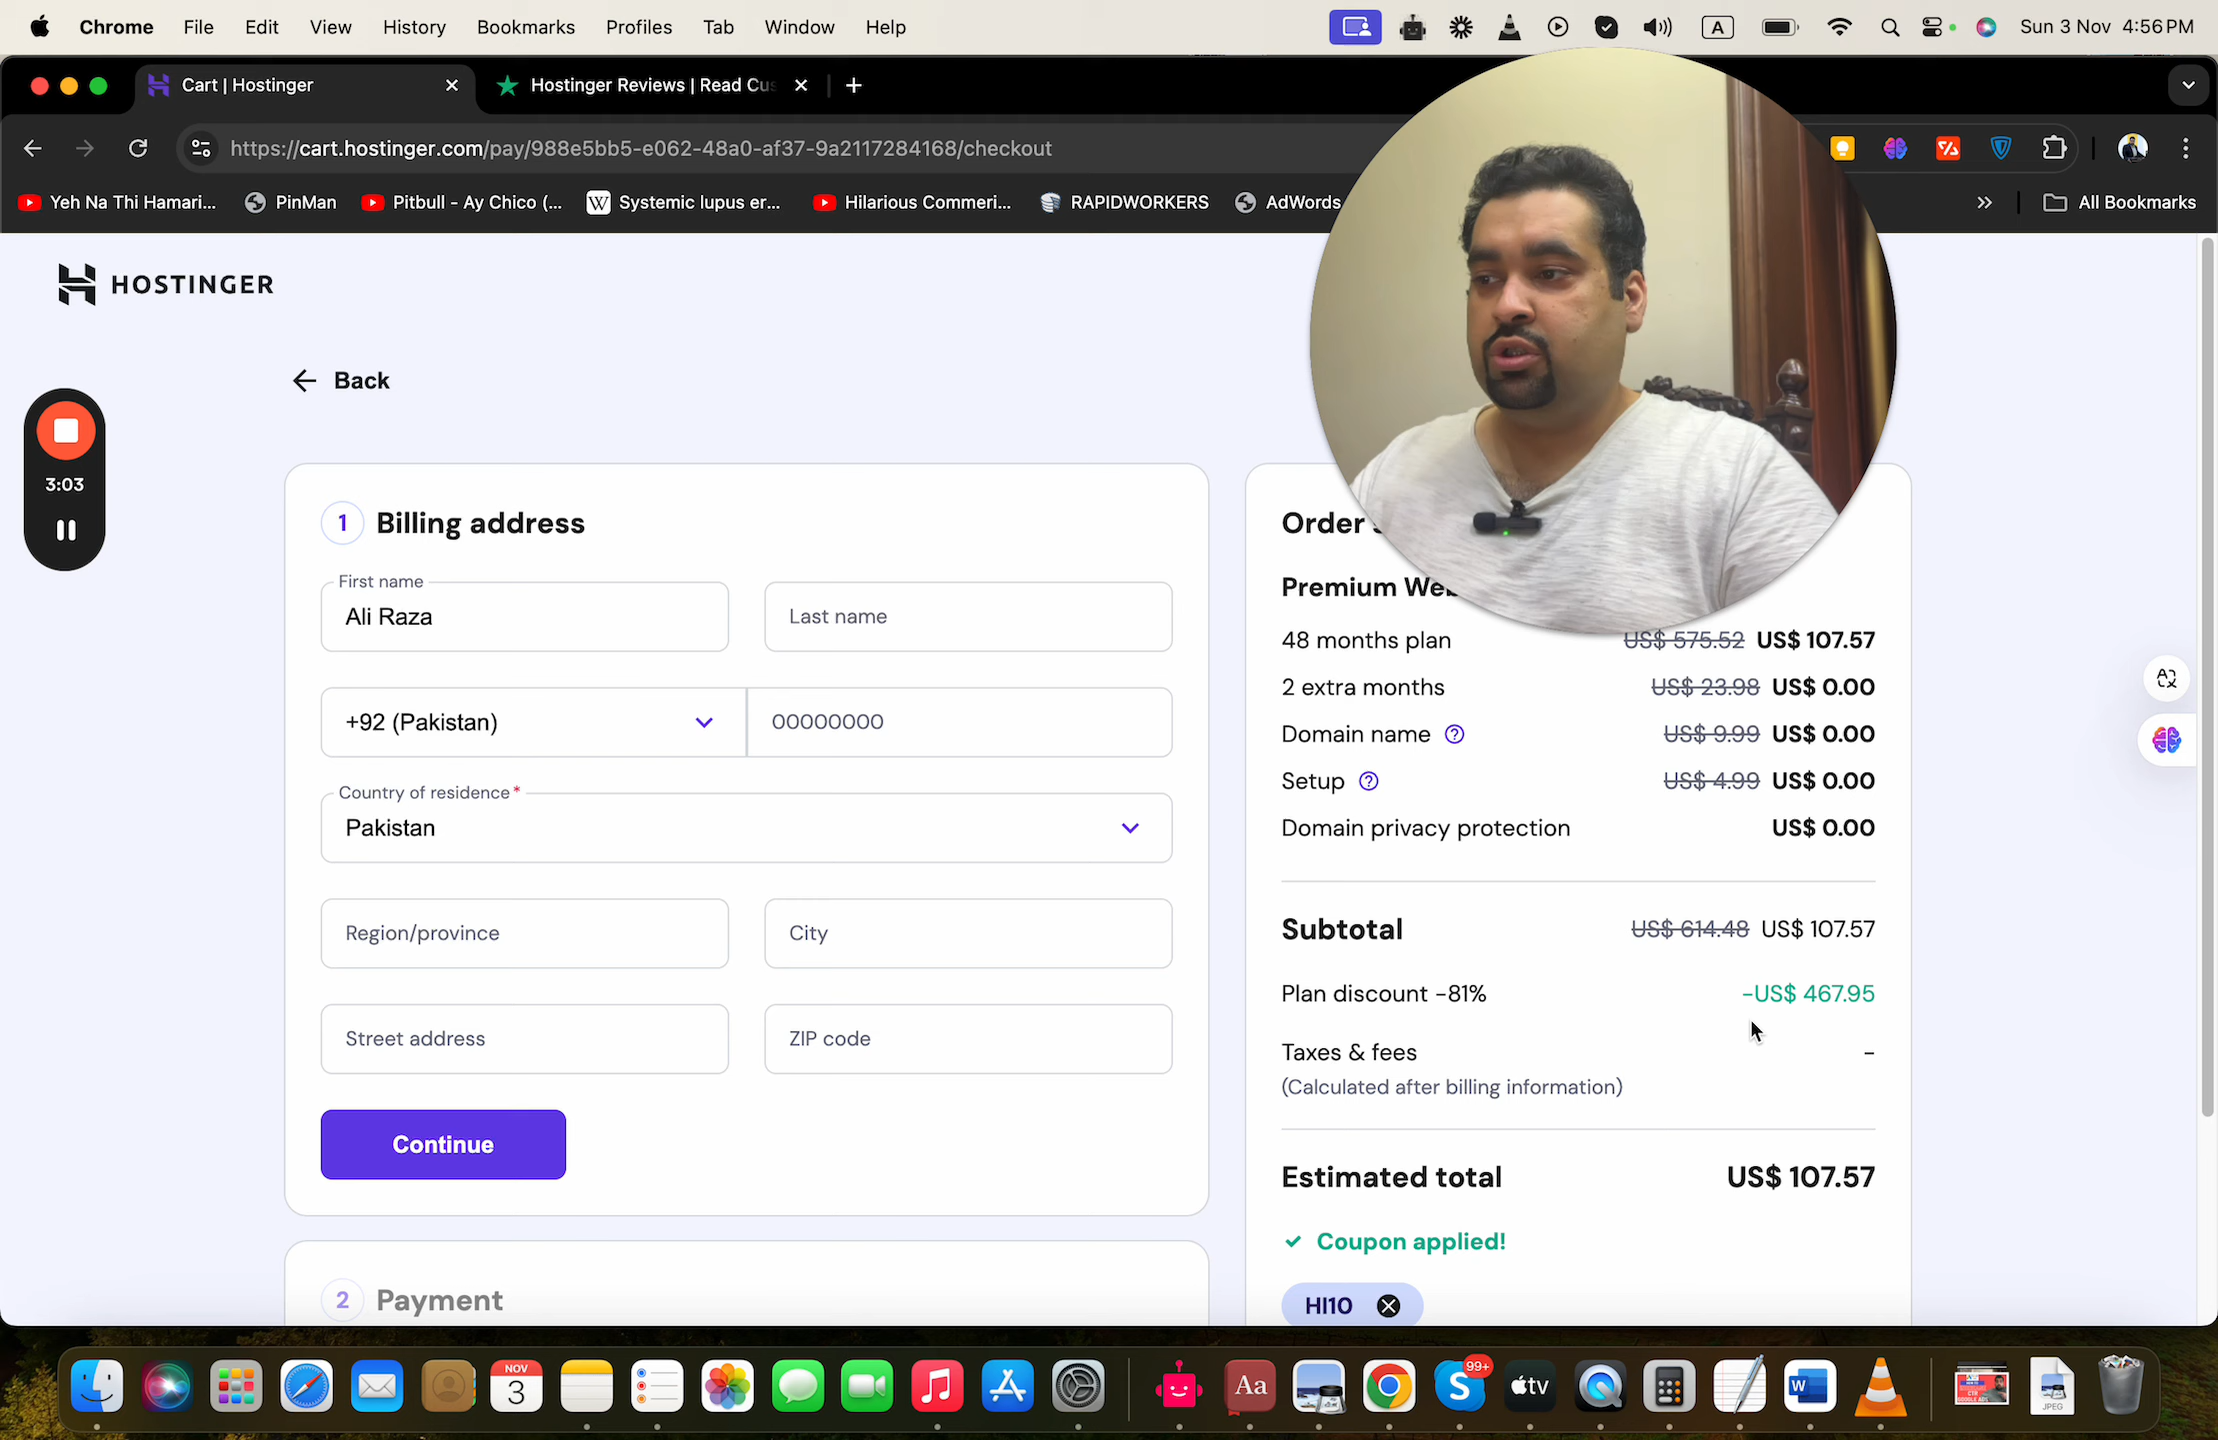 Chrome File Edit View History Bookmarks Profiles Tab Window Help A Sun 3 Nov 4:56 PM
Cart | Hostinger Hostinger Reviews | Read Cus
https://cart.hostinger.com/pay/988e5bb5-e062-48a0-af37-9a2117284168/checkout
Yeh Na Thi Hamari... PinMan Pitbull - Ay Chico (... W Systemic lupus er... Hilarious Commeri... RAPIDWORKERS AdWords All Bookmarks
HOSTINGER
Back
3:03
1 Billing address
First name
Ali Raza
Last name
+92 (Pakistan) 00000000
Country of residence *
Pakistan
Region/province City
Street address ZIP code
Continue
2 Payment
Order
Premium Web
48 months plan US$ 575.52 US$ 107.57
2 extra months US$ 23.98 US$ 0.00
Domain name ? US$ 9.99 US$ 0.00
Setup ? US$ 4.99 US$ 0.00
Domain privacy protection US$ 0.00
Subtotal US$ 614.48 US$ 107.57
Plan discount -81% -US$ 467.95
Taxes & fees -
(Calculated after billing information)
Estimated total US$ 107.57
Coupon applied!
HI10
NOV
3
Aa
99+
S
tv
W
JPEG